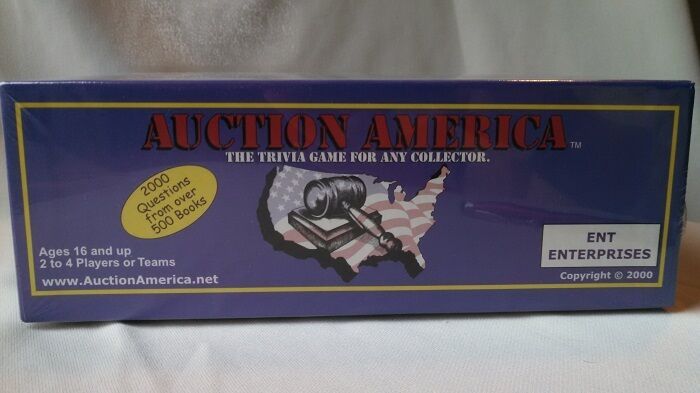 AUCTION AMERICA TM
THE TRIVIA GAME FOR ANY COLLECTOR.
2000
Questions
from over
500 Books
Ages 16 and up
2 to 4 Players or Teams
www.AuctionAmerica.net
ENT
ENTERPRISES
Copyright © 2000